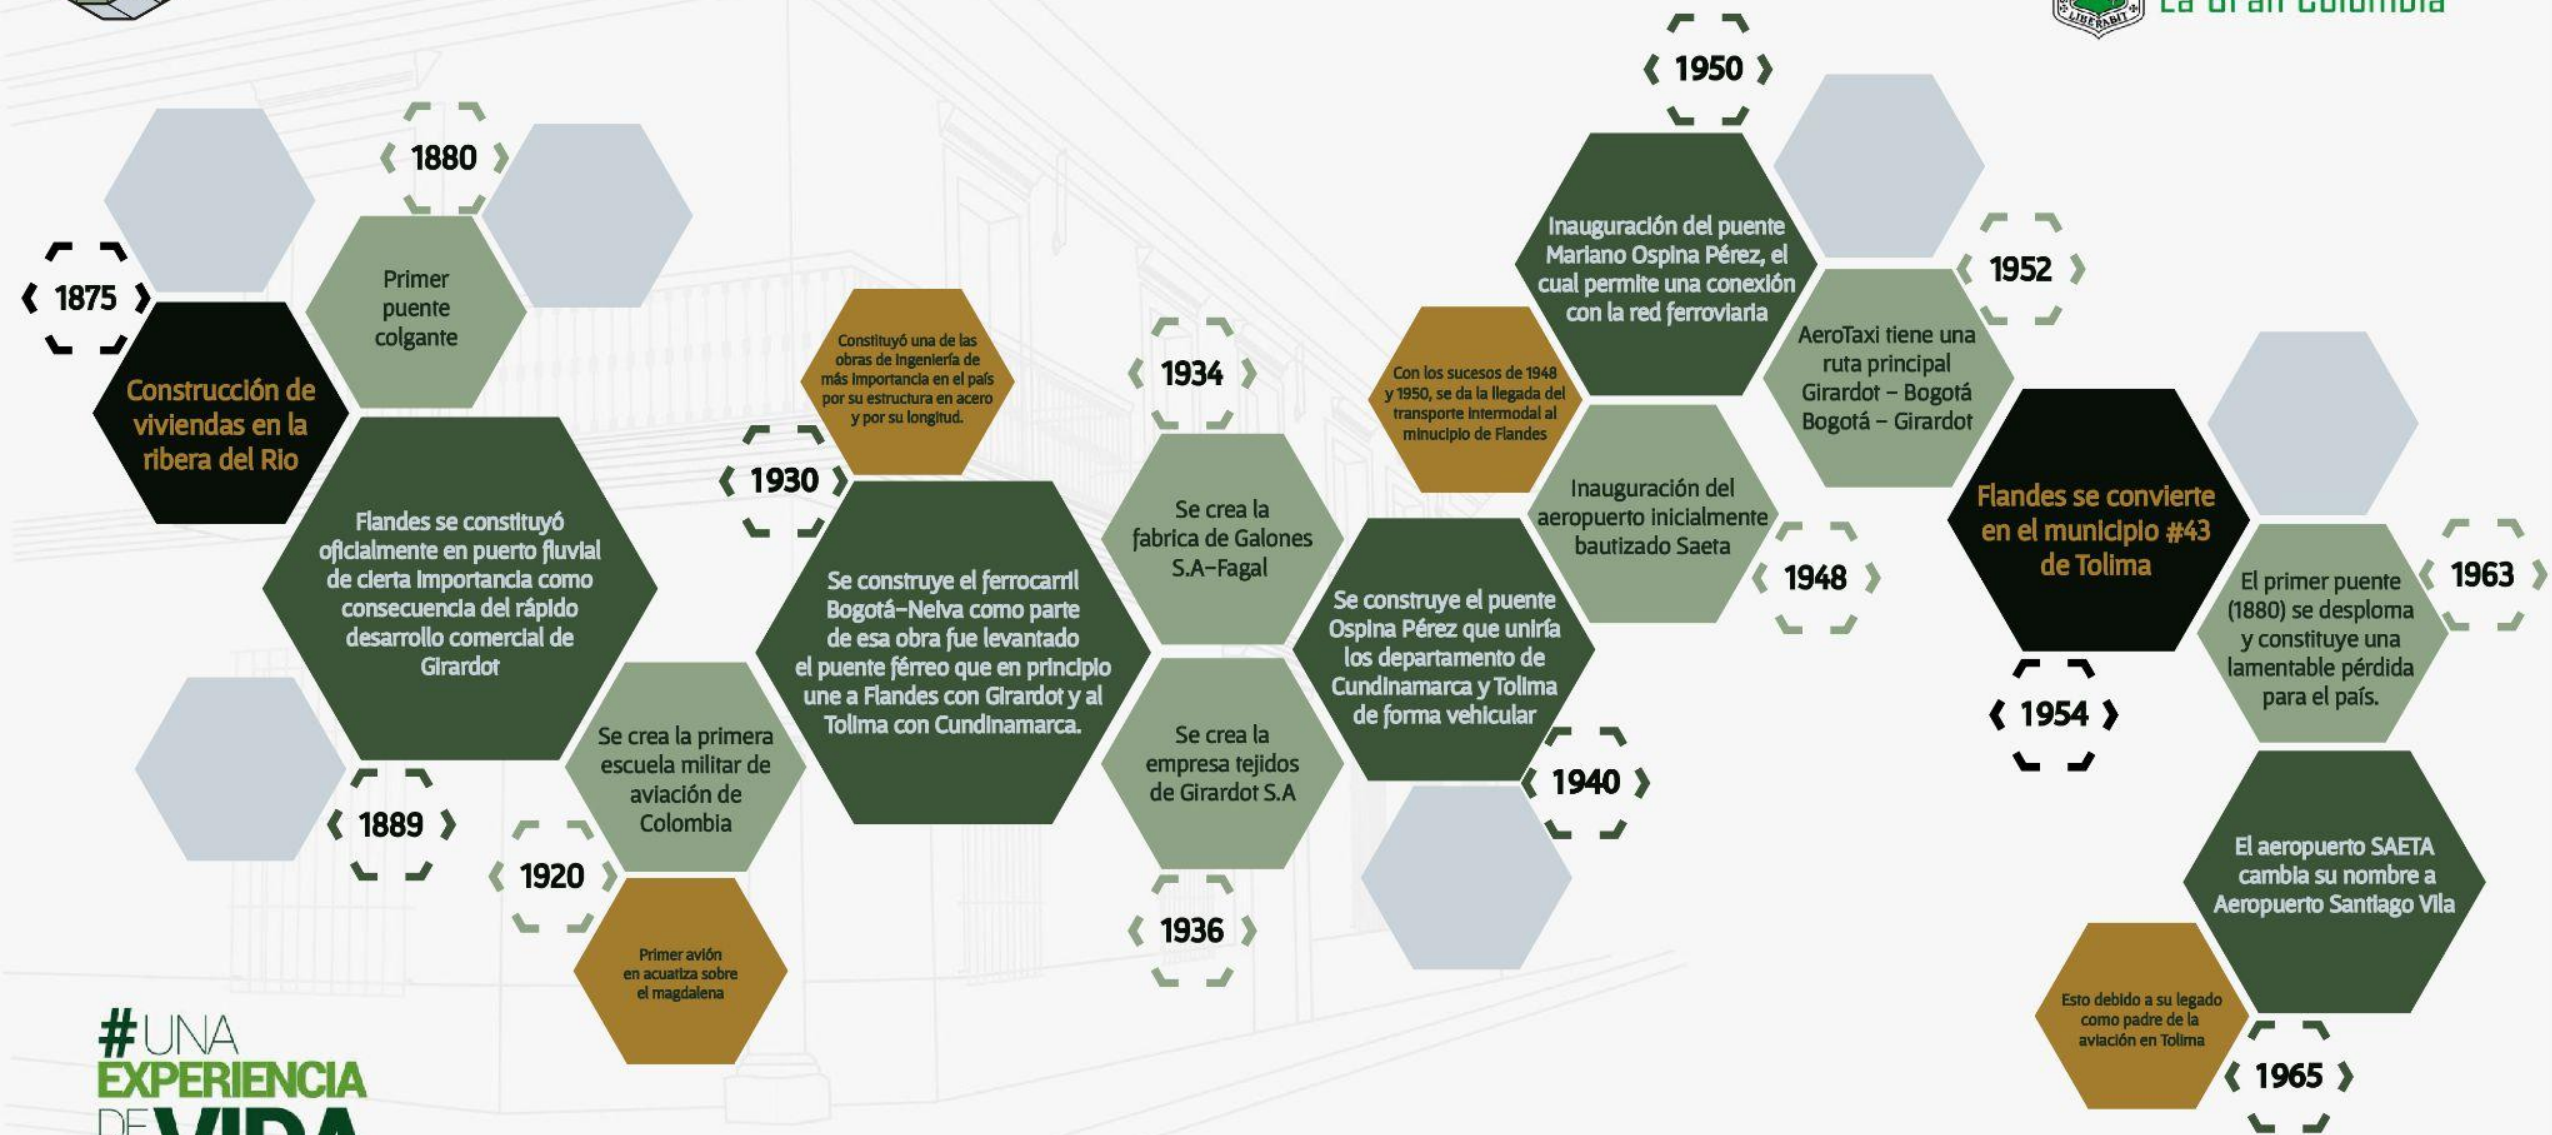 La Gran Colombia
LIBERABIT
1875
Construcción de
viviendas en la
ribera del Rio
1880
Primer
puente
colgante
Flandes se constituyó
oficialmente en puerto fluvial
de cierta importancia como
consecuencia del rápido
desarrollo comercial de
Girardot
1889
Se crea la primera
escuela militar de
aviación de
Colombia
1920
Primer avión
en acuatiza sobre
el magdalena
Constituyó una de las
obras de ingeniería de
más importancia en el país
por su estructura en acero
y por su longitud.
1930
Se construye el ferrocarril
Bogotá–Neiva como parte
de esa obra fue levantado
el puente férreo que en principio
une a Flandes con Girardot y al
Tolima con Cundinamarca.
1934
Se crea la
fabrica de Galones
S.A–Fagal
Se crea la
empresa tejidos
de Girardot S.A
1936
Se construye el puente
Ospina Pérez que uniría
los departamento de
Cundinamarca y Tolima
de forma vehicular
1940
Con los sucesos de 1948
y 1950, se da la llegada del
transporte intermodal al
minucipio de Flandes
Inauguración del
aeropuerto inicialmente
bautizado Saeta
1948
1950
Inauguración del puente
Mariano Ospina Pérez, el
cual permite una conexión
con la red ferroviaria
1952
AeroTaxi tiene una
ruta principal
Girardot – Bogotá
Bogotá – Girardot
Flandes se convierte
en el municipio #43
de Tolima
1954
1963
El primer puente
(1880) se desploma
y constituye una
lamentable pérdida
para el país.
El aeropuerto SAETA
cambia su nombre a
Aeropuerto Santiago Vila
Esto debido a su legado
como padre de la
aviación en Tolima
1965
#UNA
EXPERIENCIA
DE VIDA